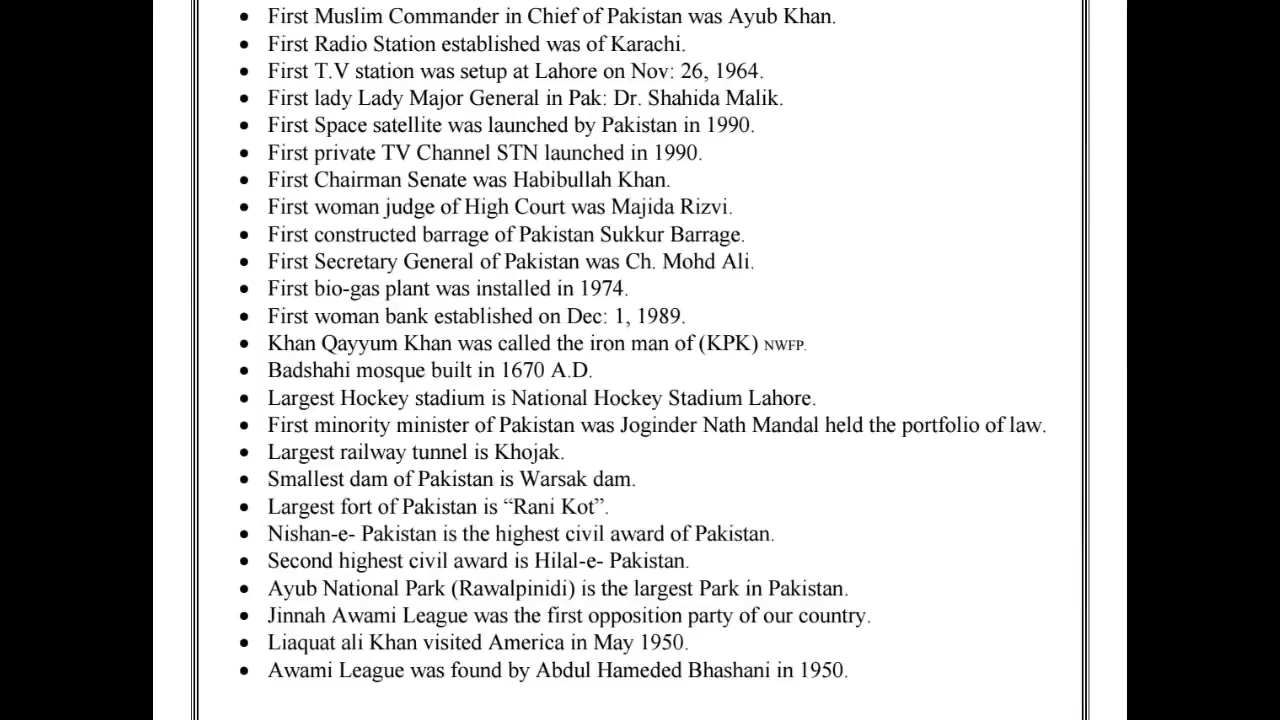 • First Muslim Commander in Chief of Pakistan was Ayub Khan.
• First Radio Station established was of Karachi.
• First T.V station was setup at Lahore on Nov: 26, 1964.
• First lady Lady Major General in Pak: Dr. Shahida Malik.
• First Space satellite was launched by Pakistan in 1990.
• First private TV Channel STN launched in 1990.
• First Chairman Senate was Habibullah Khan.
• First woman judge of High Court was Majida Rizvi.
• First constructed barrage of Pakistan Sukkur Barrage.
• First Secretary General of Pakistan was Ch. Mohd Ali.
• First bio-gas plant was installed in 1974.
• First woman bank established on Dec: 1, 1989.
• Khan Qayyum Khan was called the iron man of (KPK) NWFP.
• Badshahi mosque built in 1670 A.D.
• Largest Hockey stadium is National Hockey Stadium Lahore.
• First minority minister of Pakistan was Joginder Nath Mandal held the portfolio of law.
• Largest railway tunnel is Khojak.
• Smallest dam of Pakistan is Warsak dam.
• Largest fort of Pakistan is “Rani Kot”.
• Nishan-e- Pakistan is the highest civil award of Pakistan.
• Second highest civil award is Hilal-e- Pakistan.
• Ayub National Park (Rawalpinidi) is the largest Park in Pakistan.
• Jinnah Awami League was the first opposition party of our country.
• Liaquat ali Khan visited America in May 1950.
• Awami League was found by Abdul Hameded Bhashani in 1950.